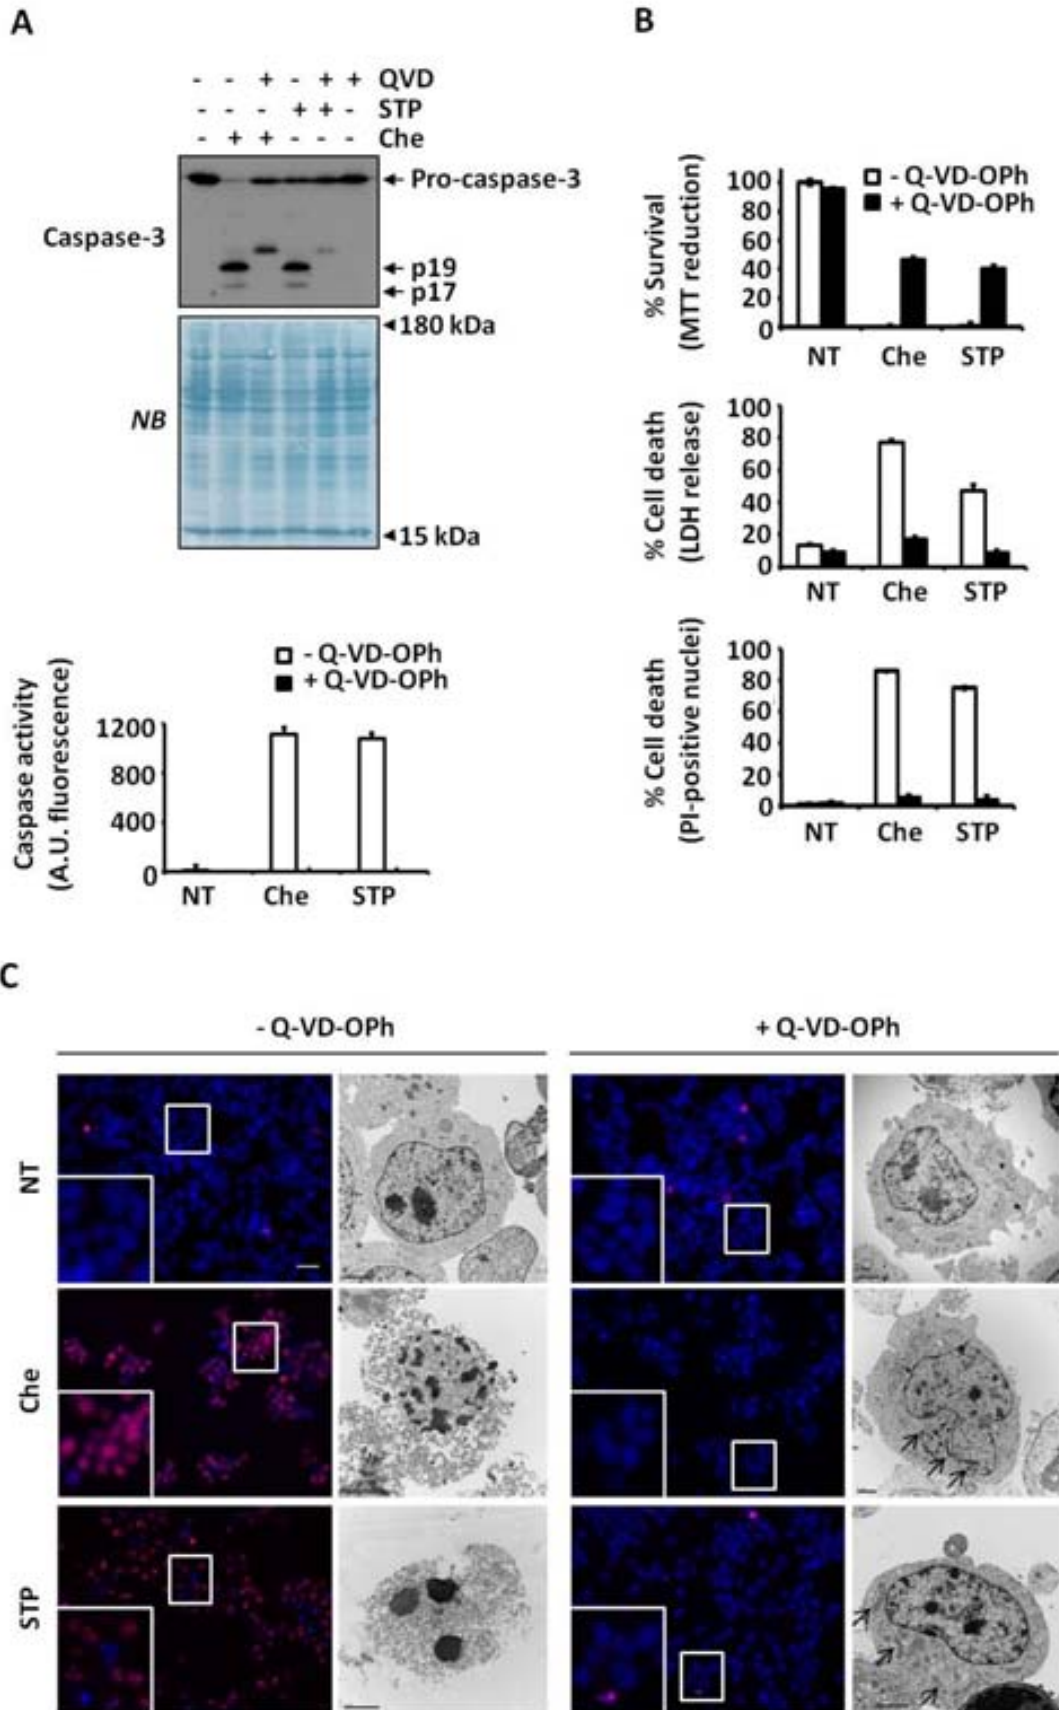 A
- - + - + + QVD
- - - + + - STP
- + + - - - Che
Caspase-3
Pro-caspase-3
p19
p17
NB
180 kDa
15 kDa
- Q-VD-OPh
+ Q-VD-OPh
Caspase activity
(A.U. fluorescence)
1200
800
400
0
NT Che STP
B
% Survival
(MTT reduction)
100
80
60
40
20
0
- Q-VD-OPh
+ Q-VD-OPh
NT Che STP
% Cell death
(LDH release)
100
80
60
40
20
0
NT Che STP
% Cell death
(PI-positive nuclei)
100
80
60
40
20
0
NT Che STP
C
- Q-VD-OPh
+ Q-VD-OPh
NT
Che
STP